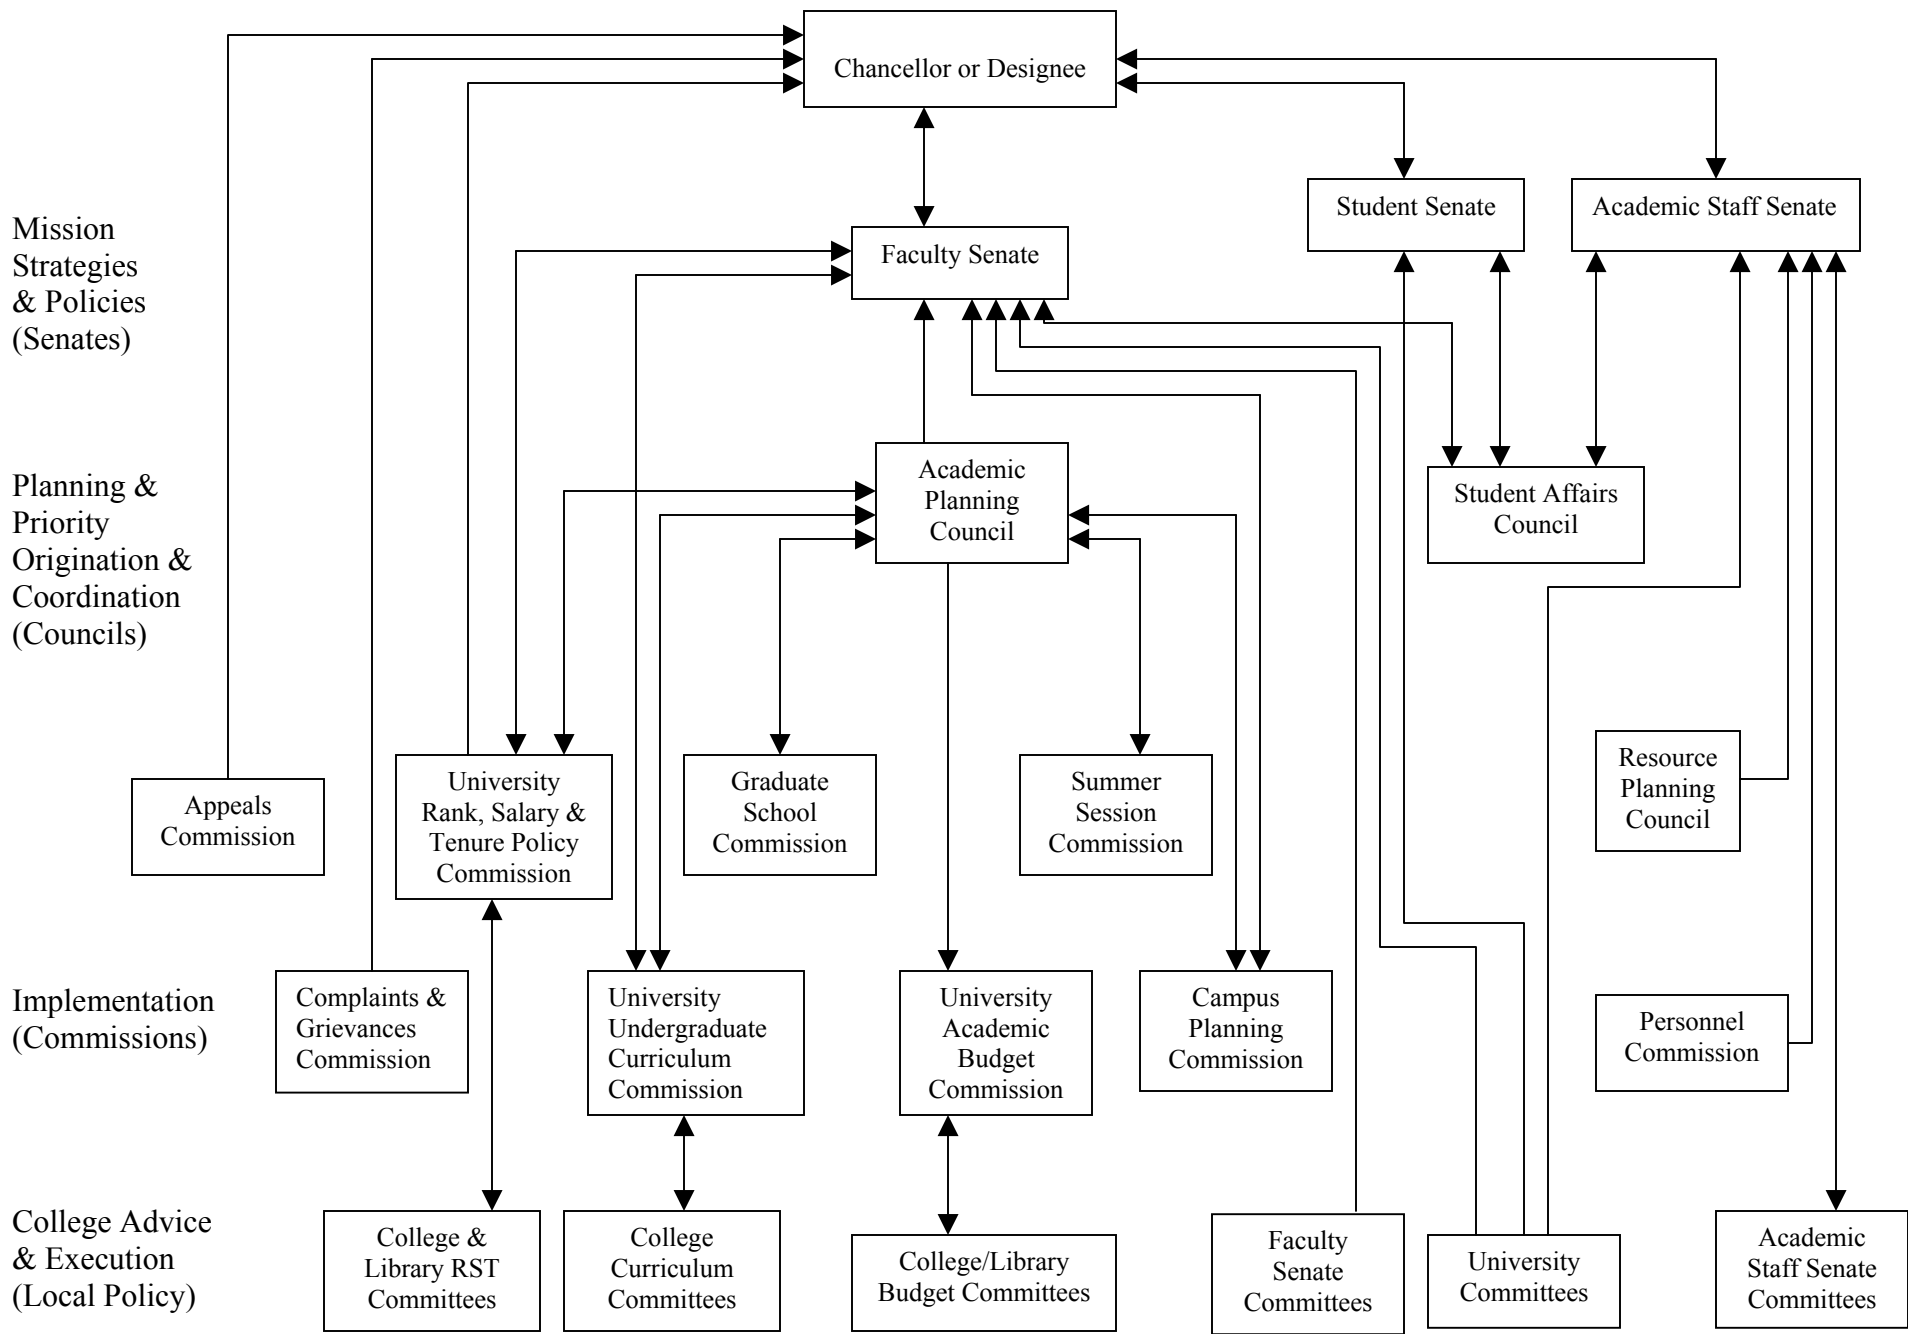 Chancellor or Designee
Mission
Strategies
& Policies
(Senates)
Faculty Senate
Student Senate
Academic Staff Senate
Planning &
Priority
Origination &
Coordination
(Councils)
Academic
Planning
Council
Student Affairs
Council
Appeals
Commission
University
Rank, Salary &
Tenure Policy
Commission
Graduate
School
Commission
Summer
Session
Commission
Resource
Planning
Council
Implementation
(Commissions)
Complaints &
Grievances
Commission
University
Undergraduate
Curriculum
Commission
University
Academic
Budget
Commission
Campus
Planning
Commission
Personnel
Commission
College Advice
& Execution
(Local Policy)
College &
Library RST
Committees
College
Curriculum
Committees
College/Library
Budget Committees
Faculty
Senate
Committees
University
Committees
Academic
Staff Senate
Committees